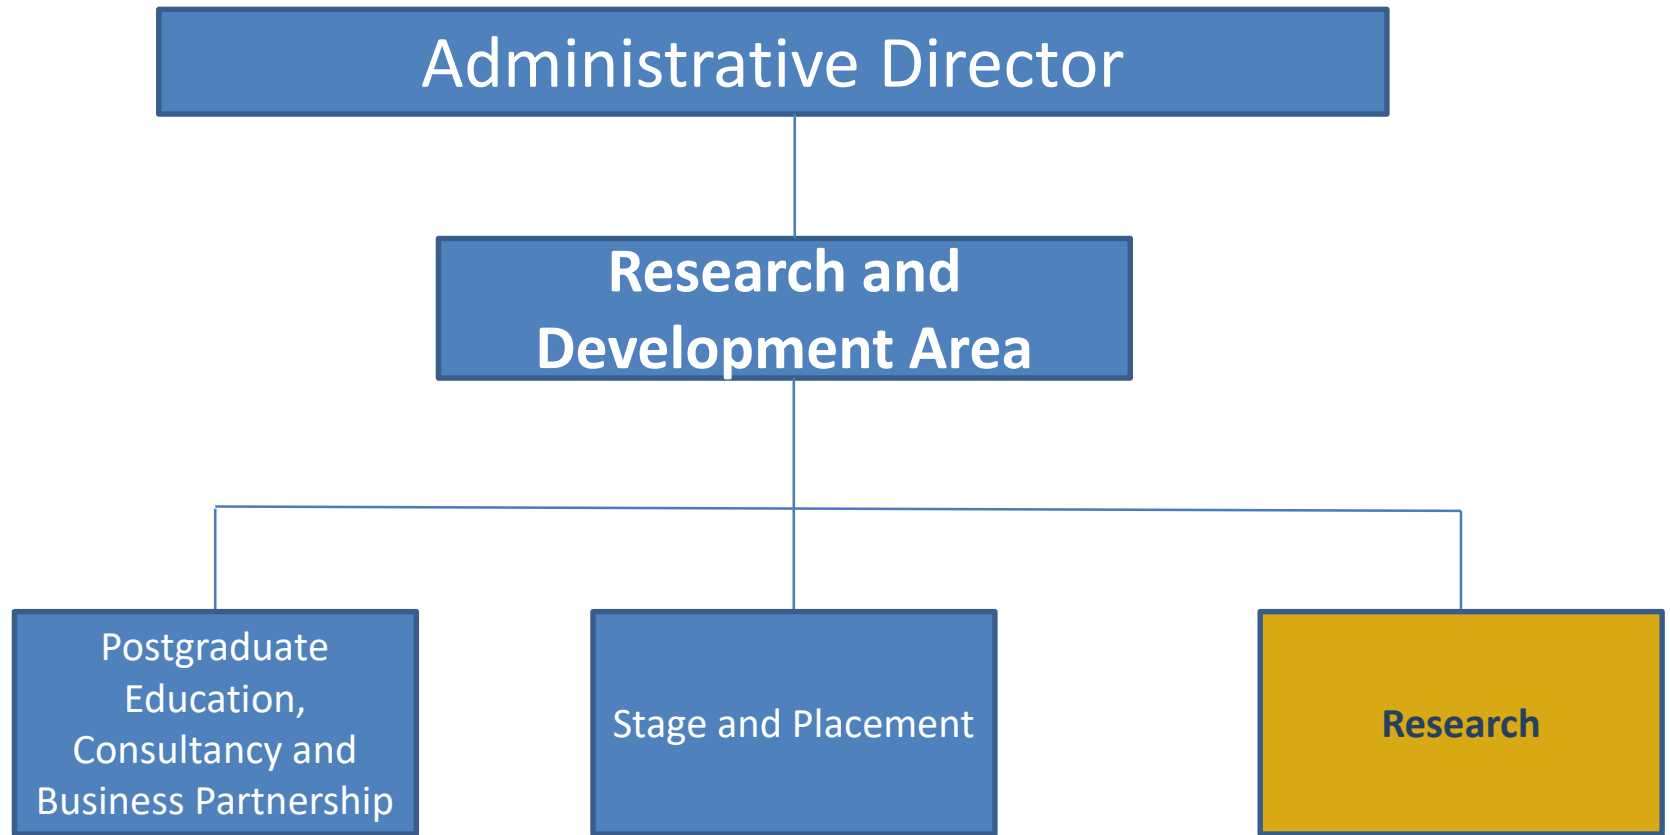 Administrative Director
Research and
Development Area
Postgraduate
Education,
Consultancy and
Business Partnership
Stage and Placement
Research